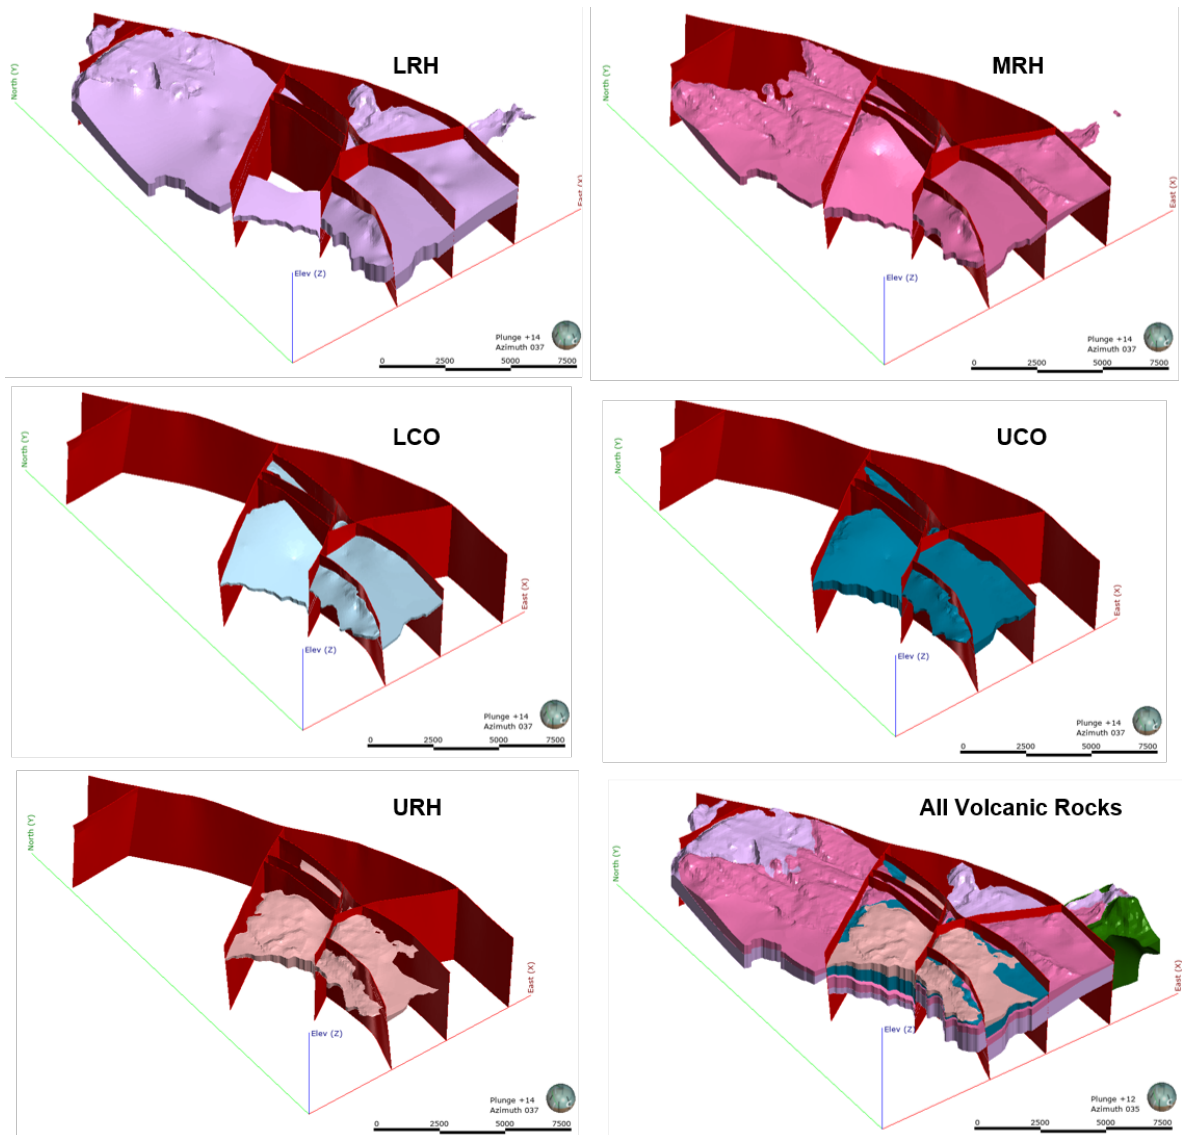 LRH
North (Y)
East (X)
Elev (Z)
Plunge +14
Azimuth 037
0 2500 5000 7500
MRH
North (Y)
East (X)
Elev (Z)
Plunge +14
Azimuth 037
0 2500 5000 7500
LCO
North (Y)
East (X)
Elev (Z)
Plunge +14
Azimuth 037
0 2500 5000 7500
UCO
North (Y)
East (X)
Elev (Z)
Plunge +14
Azimuth 037
0 2500 5000 7500
URH
North (Y)
East (X)
Elev (Z)
Plunge +14
Azimuth 037
0 2500 5000 7500
All Volcanic Rocks
North (Y)
East (X)
Elev (Z)
Plunge +12
Azimuth 035
0 2500 5000 7500